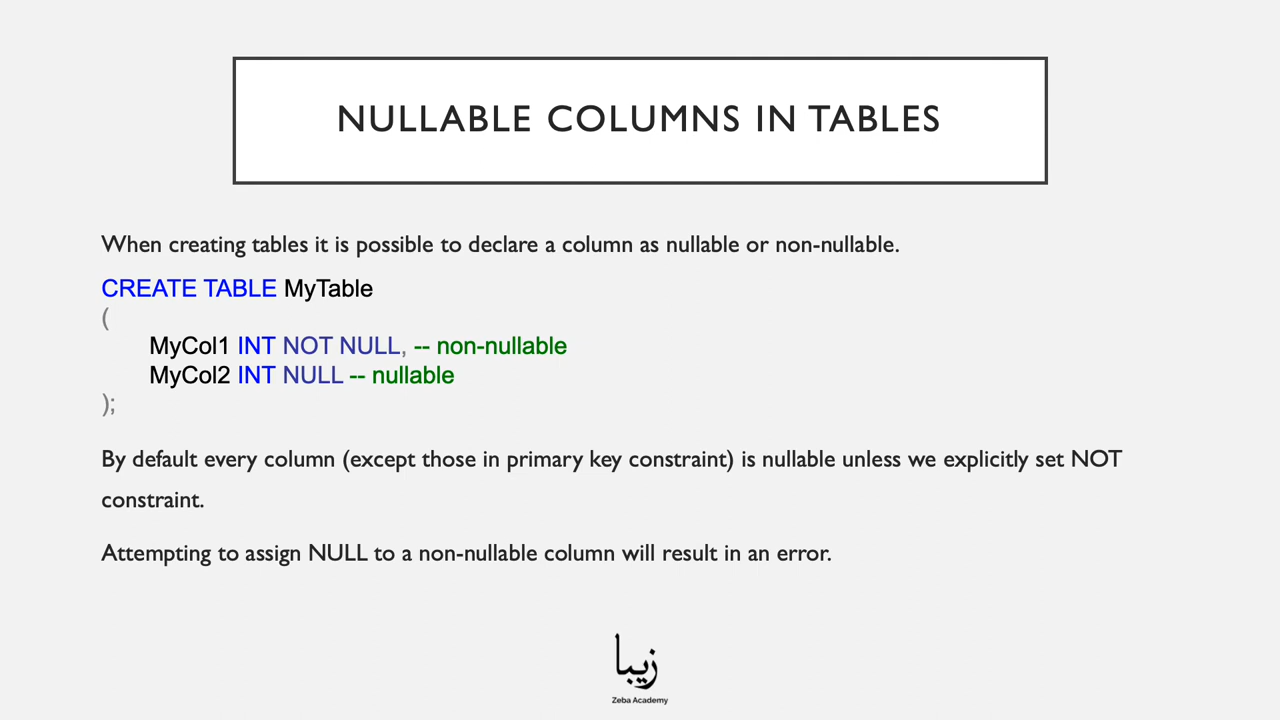 NULLABLE COLUMNS IN TABLES
When creating tables it is possible to declare a column as nullable or non-nullable.
CREATE TABLE MyTable
(
MyCol1 INT NOT NULL, -- non-nullable
MyCol2 INT NULL -- nullable
);
By default every column (except those in primary key constraint) is nullable unless we explicitly set NOT
constraint.
Attempting to assign NULL to a non-nullable column will result in an error.
زیبا
Zeba Academy